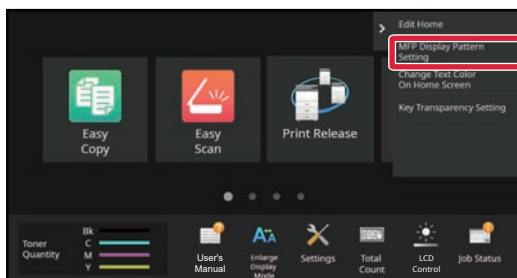 Edit Home
MFP Display Pattern
Setting
Change Text Color
On Home Screen
Key Transparency Setting
Easy
Copy
Easy
Scan
Print Release
Toner
Quantity
Bk
C
M
Y
User's
Manual
Enlarge
Display
Mode
Settings
Total
Count
LCD
Control
Job Status